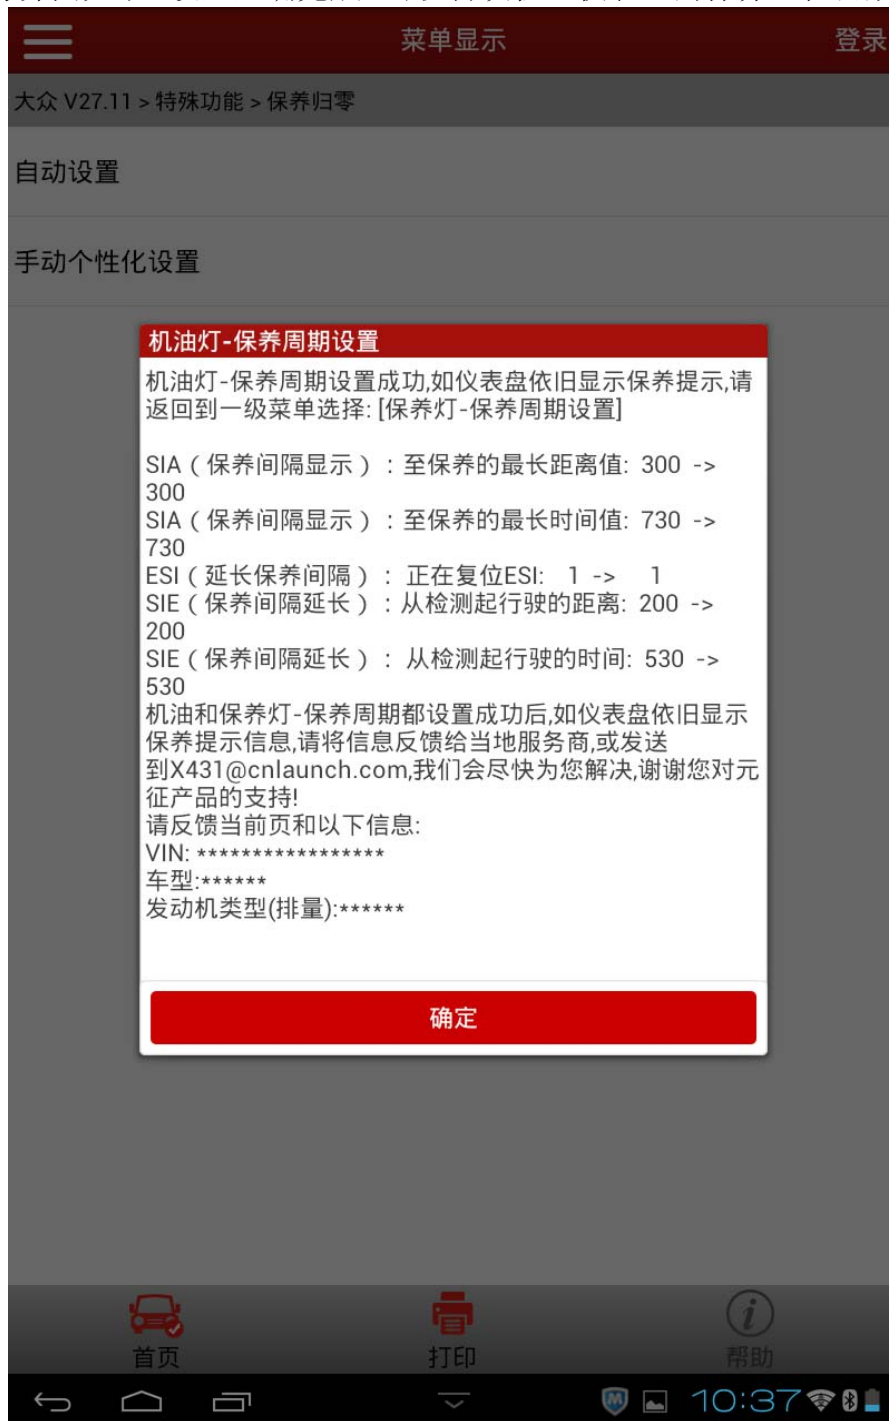 菜单显示
登录
大众 V27.11 > 特殊功能 > 保养归零
自动设置
手动个性化设置
机油灯-保养周期设置
机油灯-保养周期设置成功,如仪表盘依旧显示保养提示,请
返回到一级菜单选择: [保养灯-保养周期设置]
SIA（保养间隔显示）：至保养的最长距离值: 300 ->
300
SIA（保养间隔显示）：至保养的最长时间值: 730 ->
730
ESI（延长保养间隔）： 正在复位ESI: 1 -> 1
SIE（保养间隔延长）：从检测起行驶的距离: 200 ->
200
SIE（保养间隔延长）： 从检测起行驶的时间: 530 ->
530
机油和保养灯-保养周期都设置成功后,如仪表盘依旧显示
保养提示信息,请将信息反馈给当地服务商,或发送
到X431@cnlaunch.com,我们会尽快为您解决,谢谢您对元
征产品的支持!
请反馈当前页和以下信息:
VIN: *****************
车型:******
发动机类型(排量):******
确定
首页
打印
帮助
10:37